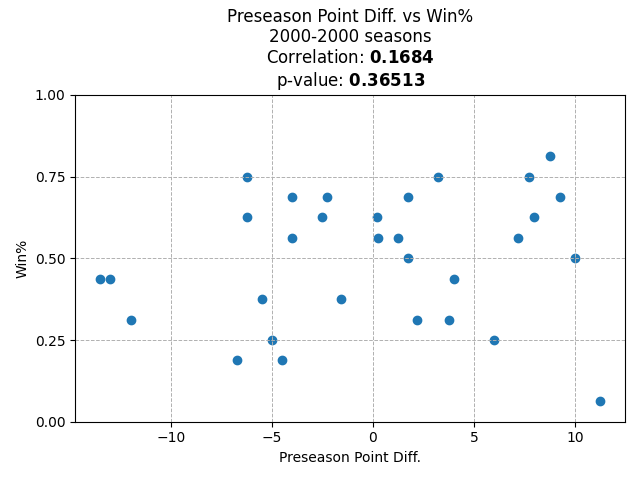 Preseason Point Diff. vs Win%
2000-2000 seasons
Correlation: 0.1684
p-value: 0.36513
1.00
0.75
0.50
0.25
0.00
Win%
−10
−5
0
5
10
Preseason Point Diff.